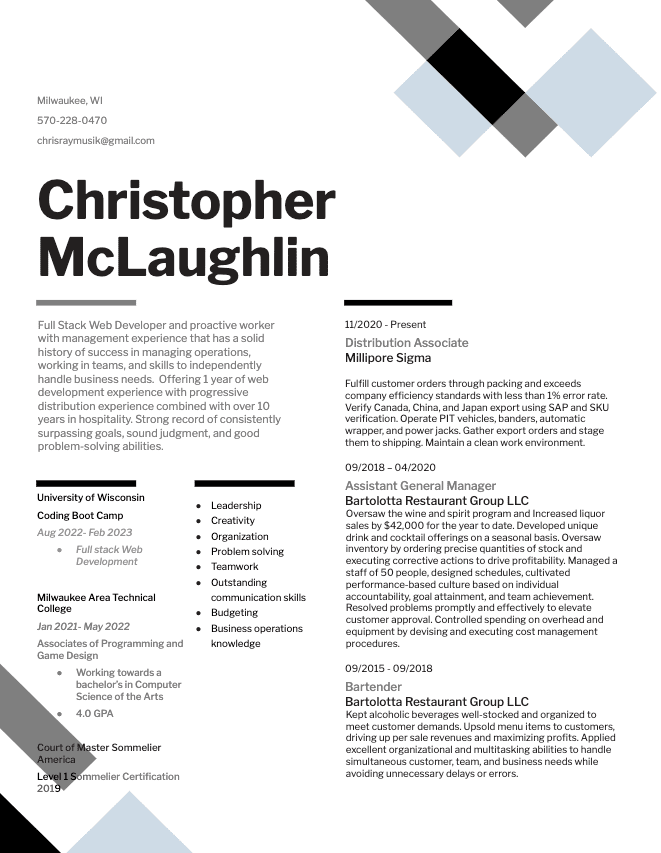 Milwaukee, WI
570-228-0470
chrisraymusik@gmail.com
Christopher
McLaughlin
Full Stack Web Developer and proactive worker
with management experience that has a solid
history of success in managing operations,
working in teams, and skills to independently
handle business needs.  Offering 1 year of web
development experience with progressive
distribution experience combined with over 10
years in hospitality. Strong record of consistently
surpassing goals, sound judgment, and good
problem-solving abilities.
University of Wisconsin
Coding Boot Camp
Aug 2022- Feb 2023
● Full stack Web
Development
Milwaukee Area Technical
College
Jan 2021- May 2022
Associates of Programming and
Game Design
● Working towards a
bachelor's in Computer
Science of the Arts
● 4.0 GPA
Court of Master Sommelier
America
Level 1 Sommelier Certification
2019
● Leadership
● Creativity
● Organization
● Problem solving
● Teamwork
● Outstanding
communication skills
● Budgeting
● Business operations
knowledge
11/2020 - Present
Distribution Associate
Millipore Sigma
Fulfill customer orders through packing and exceeds
company efficiency standards with less than 1% error rate.
Verify Canada, China, and Japan export using SAP and SKU
verification. Operate PIT vehicles, banders, automatic
wrapper, and power jacks. Gather export orders and stage
them to shipping. Maintain a clean work environment.
09/2018 – 04/2020
Assistant General Manager
Bartolotta Restaurant Group LLC
Oversaw the wine and spirit program and Increased liquor
sales by $42,000 for the year to date. Developed unique
drink and cocktail offerings on a seasonal basis. Oversaw
inventory by ordering precise quantities of stock and
executing corrective actions to drive profitability. Managed a
staff of 50 people, designed schedules, cultivated
performance-based culture based on individual
accountability, goal attainment, and team achievement.
Resolved problems promptly and effectively to elevate
customer approval. Controlled spending on overhead and
equipment by devising and executing cost management
procedures.
09/2015 - 09/2018
Bartender
Bartolotta Restaurant Group LLC
Kept alcoholic beverages well-stocked and organized to
meet customer demands. Upsold menu items to customers,
driving up per sale revenues and maximizing profits. Applied
excellent organizational and multitasking abilities to handle
simultaneous customer, team, and business needs while
avoiding unnecessary delays or errors.